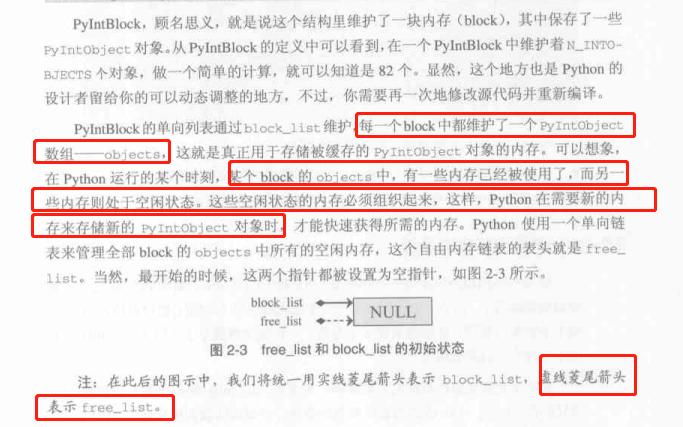 PyIntBlock，顾名思义，就是说这个结构里维护了一块内存（block），其中保存了一些
PyIntObject 对象。从 PyIntBlock 的定义中可以看到，在一个 PyIntBlock 中维护着 N_INTO-
BJECTS 个对象，做一个简单的计算，就可以知道是 82 个。显然，这个地方也是 Python 的
设计者留给你的可以动态调整的地方，不过，你需要再一次地修改源代码并重新编译。
PyIntBlock 的单向列表通过 block_list 维护，每一个 block 中都维护了一个 PyIntObject
数组——objects，这就是真正用于存储被缓存的 PyIntObject 对象的内存。可以想象，
在 Python 运行的某个时刻，某个 block 的 objects 中，有一些内存已经被使用了，而另一
些内存则处于空闲状态。这些空闲状态的内存必须组织起来，这样，Python 在需要新的内
存来存储新的 PyIntObject 对象时，才能快速获得所需的内存。Python 使用一个单向链
表来管理全部 block 的 objects 中所有的空闲内存，这个自由内存链表的表头就是 free_
list。当然，最开始的时候，这两个指针都被设置为空指针，如图 2-3 所示。
block_list
free_list
NULL
图 2-3 free_list 和 block_list 的初始状态
注：在此后的图示中，我们将统一用实线菱尾箭头表示 block_list，虚线菱尾箭头
表示 free_list。